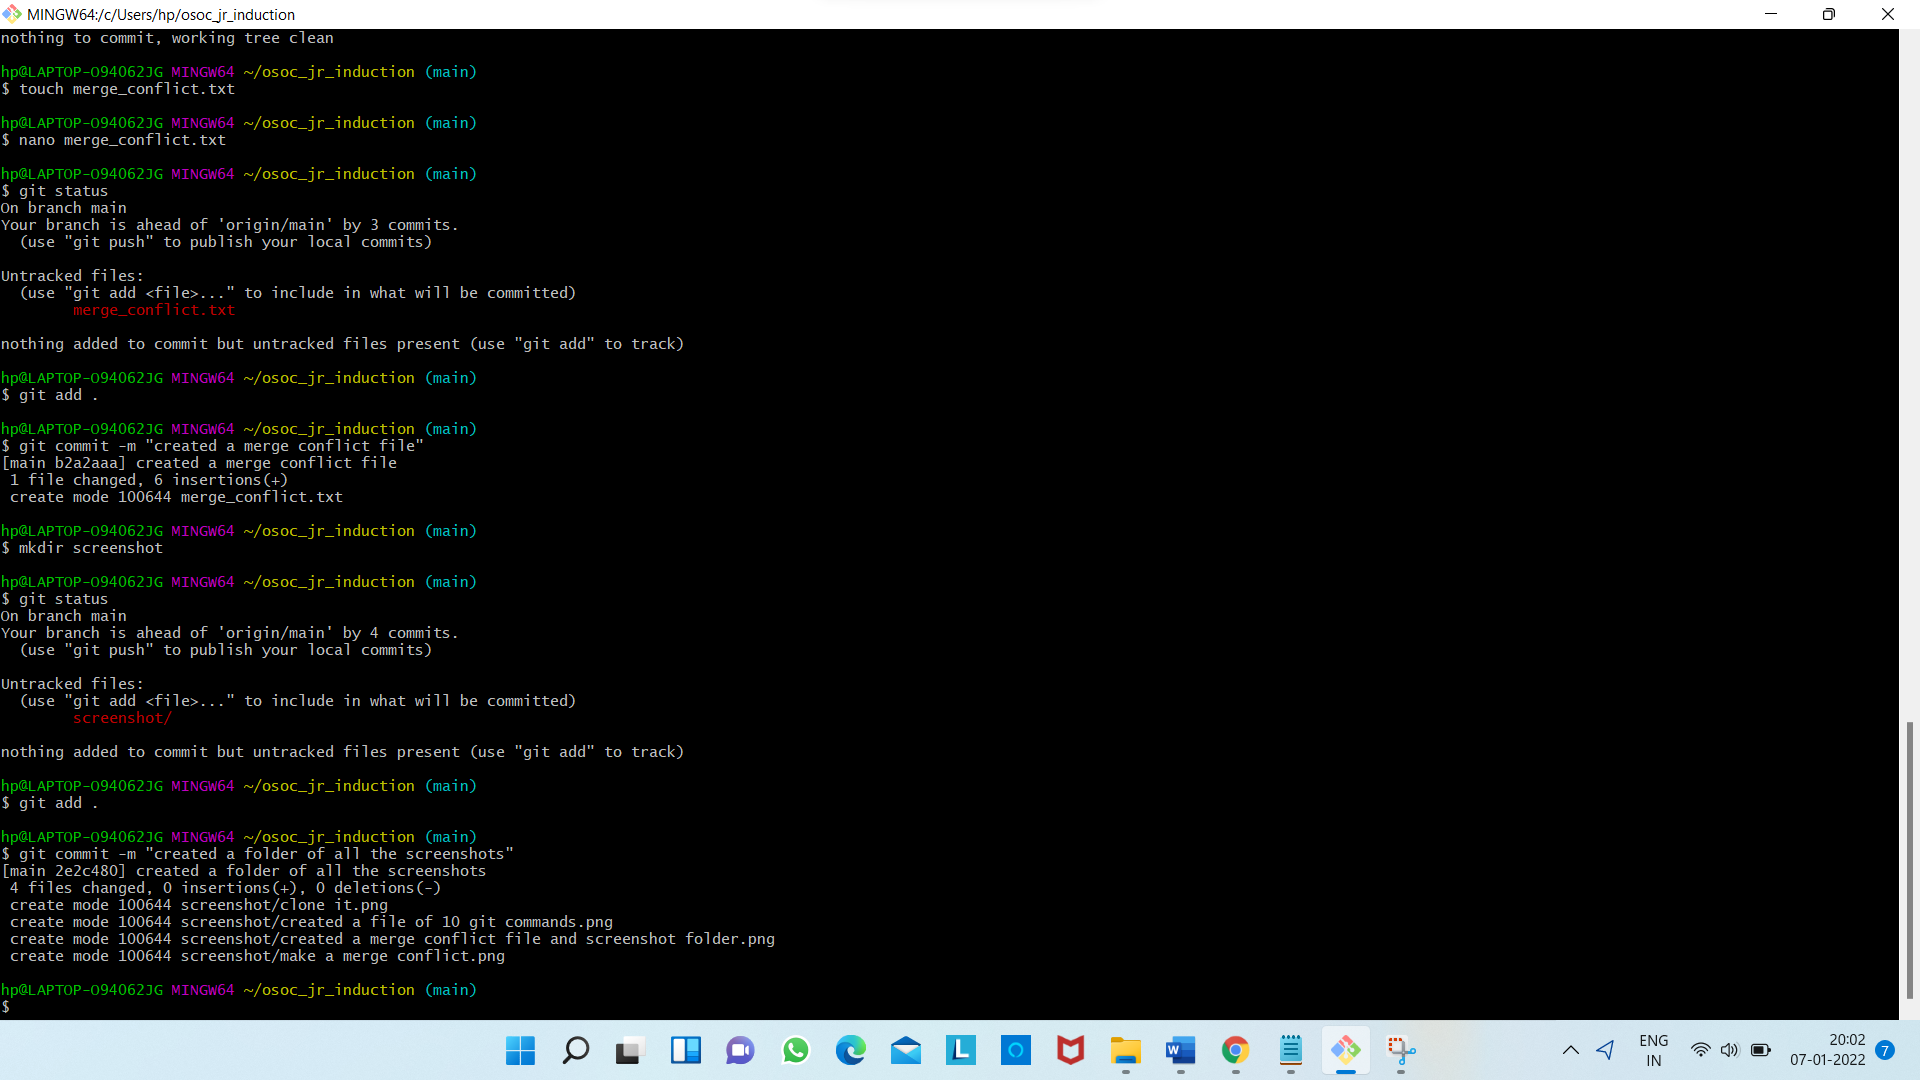 MINGW64:/c/Users/hp/osoc_jr_induction
nothing to commit, working tree clean
hp@LAPTOP-O94062JG MINGW64 ~/osoc_jr_induction (main)
$ touch merge_conflict.txt
hp@LAPTOP-O94062JG MINGW64 ~/osoc_jr_induction (main)
$ nano merge_conflict.txt
hp@LAPTOP-O94062JG MINGW64 ~/osoc_jr_induction (main)
$ git status
On branch main
Your branch is ahead of 'origin/main' by 3 commits.
  (use "git push" to publish your local commits)
Untracked files:
  (use "git add <file>..." to include in what will be committed)
        merge_conflict.txt
nothing added to commit but untracked files present (use "git add" to track)
hp@LAPTOP-O94062JG MINGW64 ~/osoc_jr_induction (main)
$ git add .
hp@LAPTOP-O94062JG MINGW64 ~/osoc_jr_induction (main)
$ git commit -m "created a merge conflict file"
[main b2a2aaa] created a merge conflict file
 1 file changed, 6 insertions(+)
 create mode 100644 merge_conflict.txt
hp@LAPTOP-O94062JG MINGW64 ~/osoc_jr_induction (main)
$ mkdir screenshot
hp@LAPTOP-O94062JG MINGW64 ~/osoc_jr_induction (main)
$ git status
On branch main
Your branch is ahead of 'origin/main' by 4 commits.
  (use "git push" to publish your local commits)
Untracked files:
  (use "git add <file>..." to include in what will be committed)
        screenshot/
nothing added to commit but untracked files present (use "git add" to track)
hp@LAPTOP-O94062JG MINGW64 ~/osoc_jr_induction (main)
$ git add .
hp@LAPTOP-O94062JG MINGW64 ~/osoc_jr_induction (main)
$ git commit -m "created a folder of all the screenshots"
[main 2e2c480] created a folder of all the screenshots
 4 files changed, 0 insertions(+), 0 deletions(-)
 create mode 100644 screenshot/clone it.png
 create mode 100644 screenshot/created a file of 10 git commands.png
 create mode 100644 screenshot/created a merge conflict file and screenshot folder.png
 create mode 100644 screenshot/make a merge conflict.png
hp@LAPTOP-O94062JG MINGW64 ~/osoc_jr_induction (main)
$
L
W
ENG
IN
20:02
07-01-2022
7